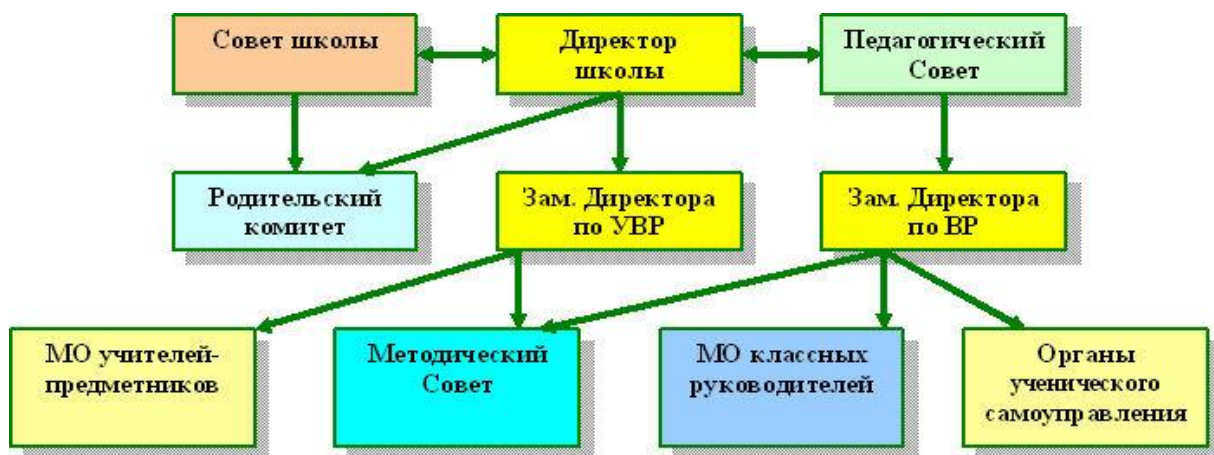 Совет школы
Директор
школы
Педагогический
Совет
Родительский
комитет
Зам. Директора
по УВР
Зам. Директора
по ВР
МО учителей-
предметников
Методический
Совет
МО классных
руководителей
Органы
ученического
самоуправления